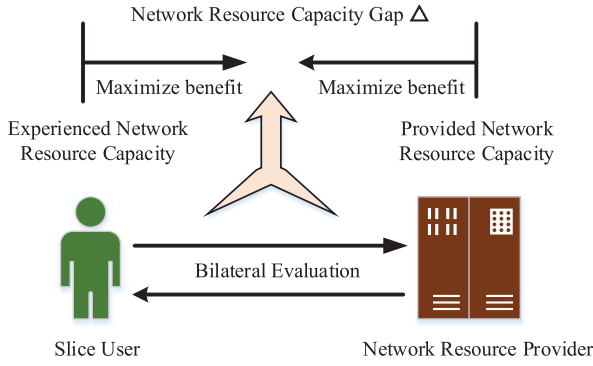 Network Resource Capacity Gap △
Maximize benefit
Maximize benefit
Experienced Network
Resource Capacity
Provided Network
Resource Capacity
Bilateral Evaluation
Slice User
Network Resource Provider